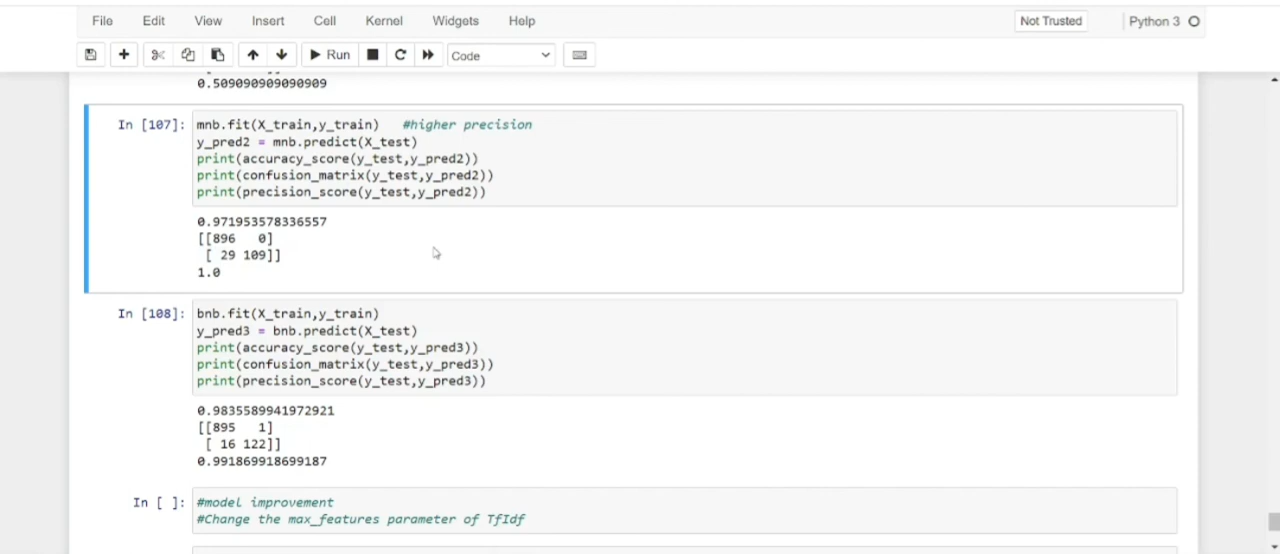 File Edit View Insert Cell Kernel Widgets Help Not Trusted Python 3
Run Code
0.509090909090909
In [107]: mnb.fit(X_train,y_train) #higher precision
y_pred2 = mnb.predict(X_test)
print(accuracy_score(y_test,y_pred2))
print(confusion_matrix(y_test,y_pred2))
print(precision_score(y_test,y_pred2))
0.971953578336557
[[896 0]
[ 29 109]]
1.0
In [108]: bnb.fit(X_train,y_train)
y_pred3 = bnb.predict(X_test)
print(accuracy_score(y_test,y_pred3))
print(confusion_matrix(y_test,y_pred3))
print(precision_score(y_test,y_pred3))
0.9835589941972921
[[895 1]
[ 16 122]]
0.991869918699187
In [ ]: #model improvement
#Change the max_features parameter of TfIdf